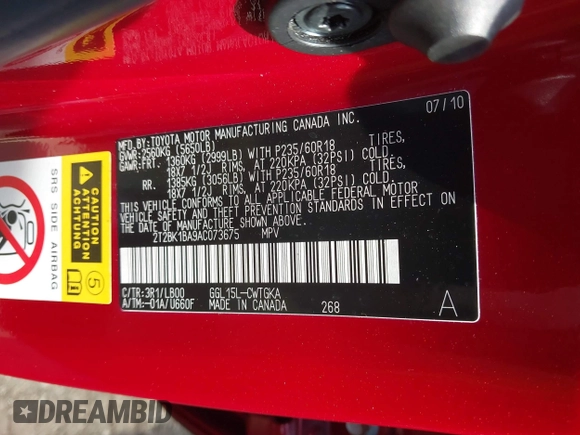 07/10
MFD.BY:TOYOTA MOTOR MANUFACTURING CANADA INC.
GVWR:2560KG (5650LB)
GAWR:FRT. 1360KG (2999LB) WITH P235/60R18 TIRES,
18X7 1/2J RIMS, AT 220KPA (32PSI) COLD.
RR. 1385KG (3056LB) WITH P235/60R18 TIRES,
18X7 1/2J RIMS, AT 220KPA (32PSI) COLD.
THIS VEHICLE CONFORMS TO ALL APPLICABLE FEDERAL MOTOR
VEHICLE SAFETY AND THEFT PREVENTION STANDARDS IN EFFECT ON
THE DATE OF MANUFACTURE SHOWN ABOVE.
2T2BK1BA9AC073675 MPV
C/TR:3R1/LB00 GGL15L-CWTGKA
A/TM:-01A/U660F MADE IN CANADA 268 A
CAUTION
ATTENTION
SRS SIDE AIRBAG
5
i
DREAMBID